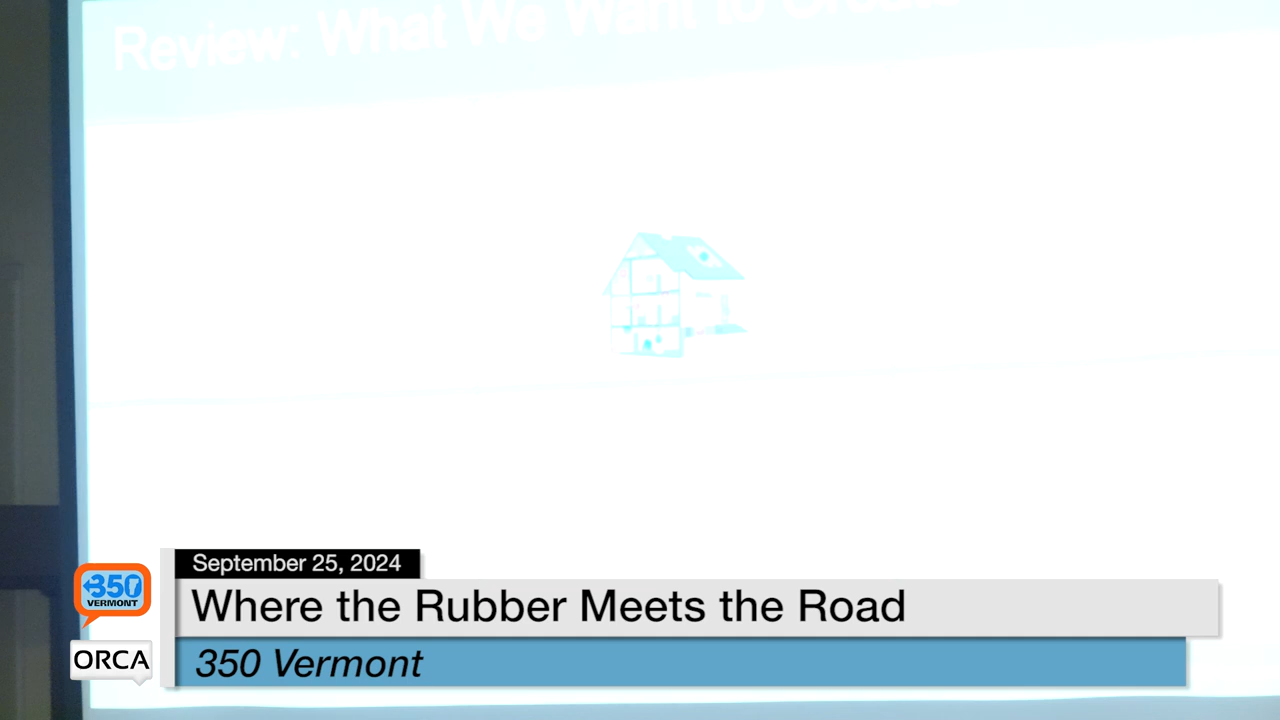 Review: What We Want to Create
September 25, 2024
Where the Rubber Meets the Road
350 Vermont
350
VERMONT
ORCA